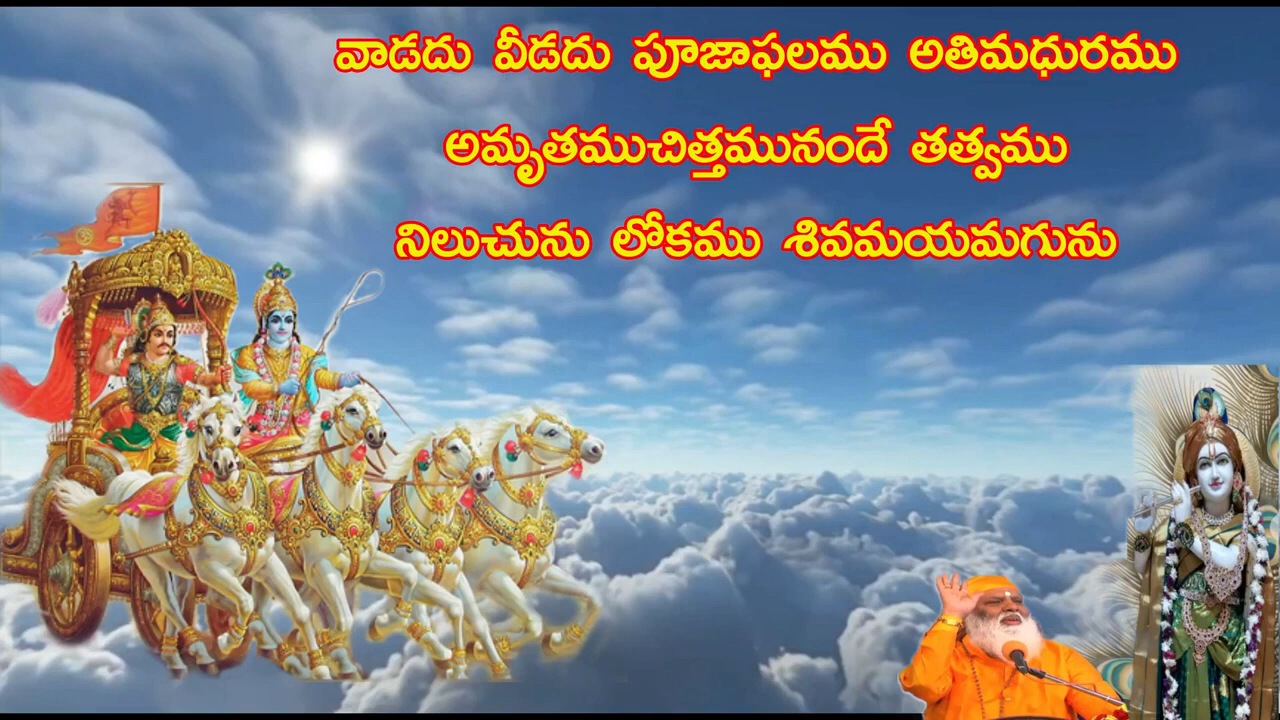 వాడదు వీడదు పూజాఫలము అతిమధురము
అమృతముచిత్తమునందే తత్వము
నిలుచును లోకము శివమయమగును